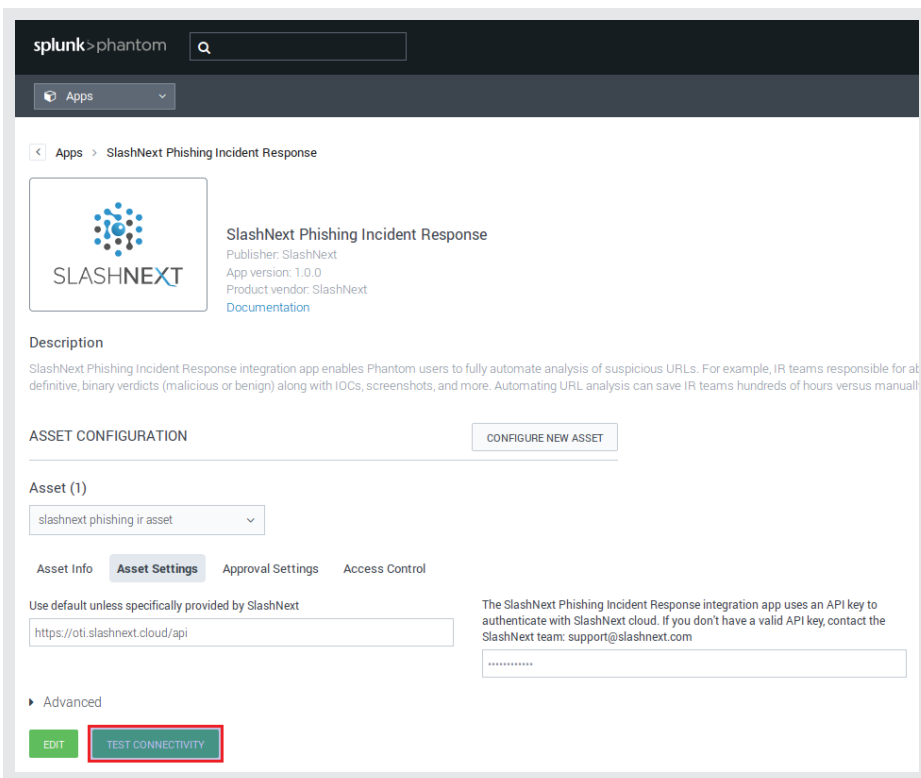 splunk>phantom
Apps
Apps > SlashNext Phishing Incident Response
SLASHNEXT
SlashNext Phishing Incident Response
Publisher: SlashNext
App version: 1.0.0
Product vendor: SlashNext
Documentation
Description
SlashNext Phishing Incident Response integration app enables Phantom users to fully automate analysis of suspicious URLs. For example, IR teams responsible for
definitive, binary verdicts (malicious or benign) along with IOCs, screenshots, and more. Automating URL analysis can save IR teams hundreds of hours versus
ASSET CONFIGURATION
CONFIGURE NEW ASSET
Asset (1)
slashnext phishing ir asset
Asset Info Asset Settings Approval Settings Access Control
Use default unless specifically provided by SlashNext
https://oti.slashnext.cloud/api
The SlashNext Phishing Incident Response integration app uses an API key to
authenticate with SlashNext cloud. If you don't have a valid API key, contact the
SlashNext team: support@slashnext.com
••••••••••••
Advanced
EDIT
TEST CONNECTIVITY